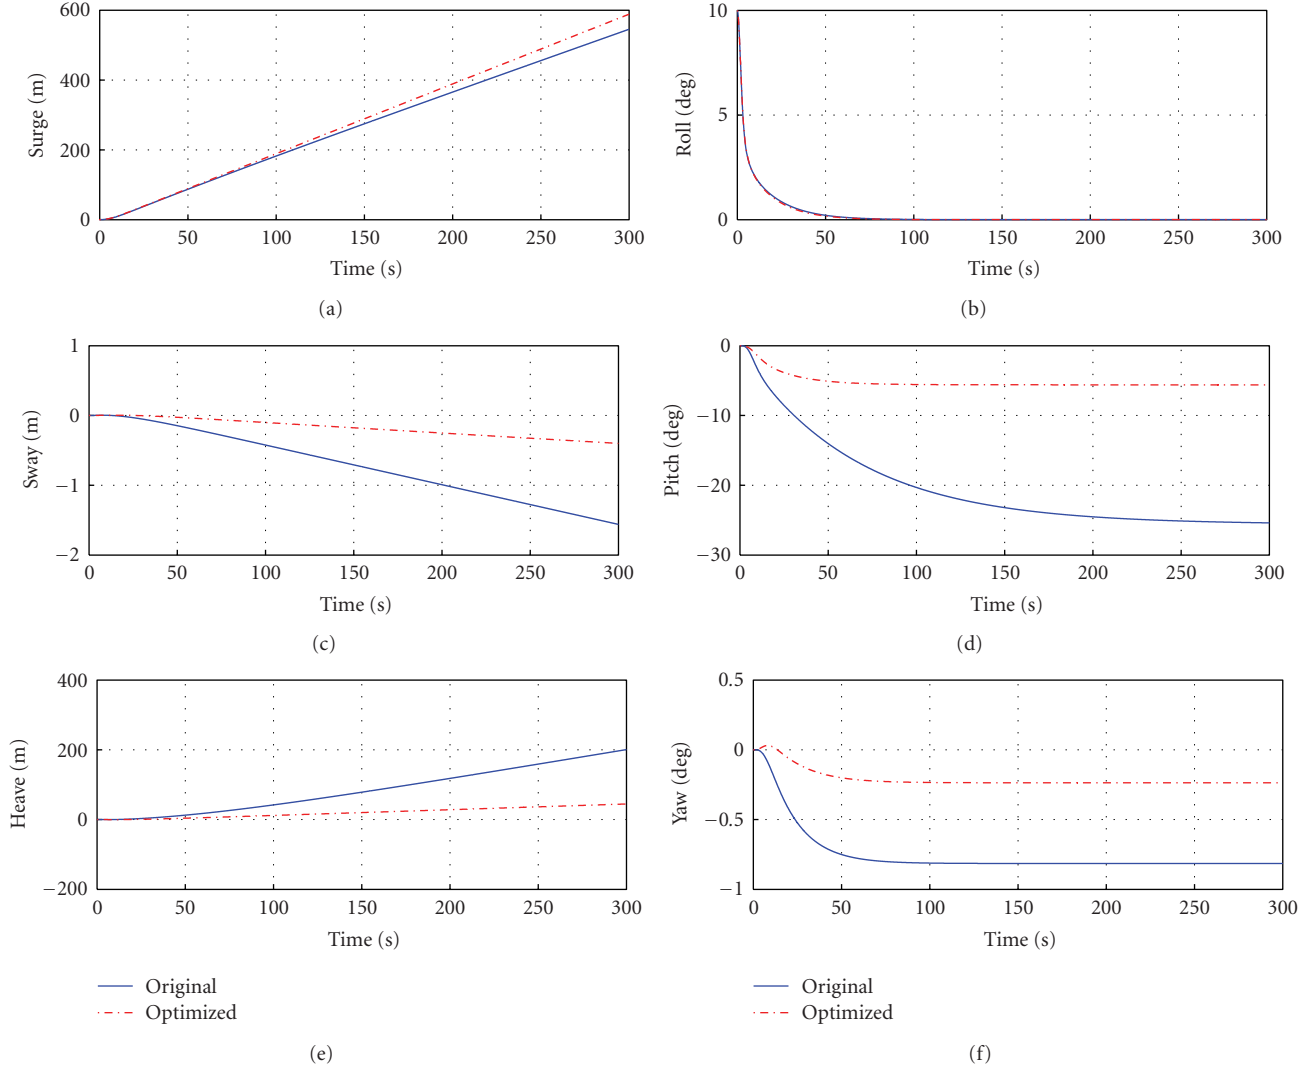 600
400
200
0
Surge (m)
0 50 100 150 200 250 300
Time (s)
(a)
10
5
0
Roll (deg)
0 50 100 150 200 250 300
Time (s)
(b)
1
0
−1
−2
Sway (m)
0 50 100 150 200 250 300
Time (s)
(c)
0
−10
−20
−30
Pitch (deg)
0 50 100 150 200 250 300
Time (s)
(d)
400
200
0
−200
Heave (m)
0 50 100 150 200 250 300
Time (s)
Original
Optimized
(e)
0.5
0
−0.5
−1
Yaw (deg)
0 50 100 150 200 250 300
Time (s)
Original
Optimized
(f)